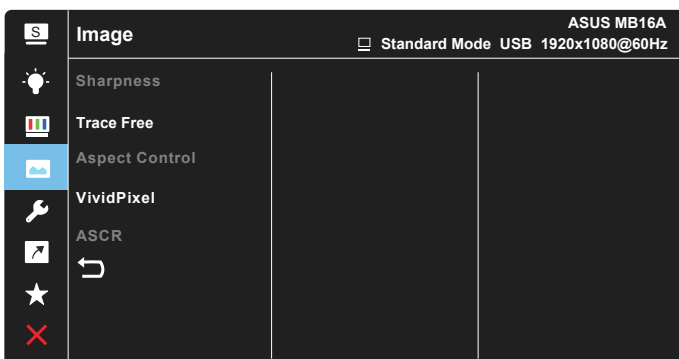 S
Image
ASUS MB16A
Standard Mode USB 1920x1080@60Hz
Sharpness
Trace Free
Aspect Control
VividPixel
ASCR